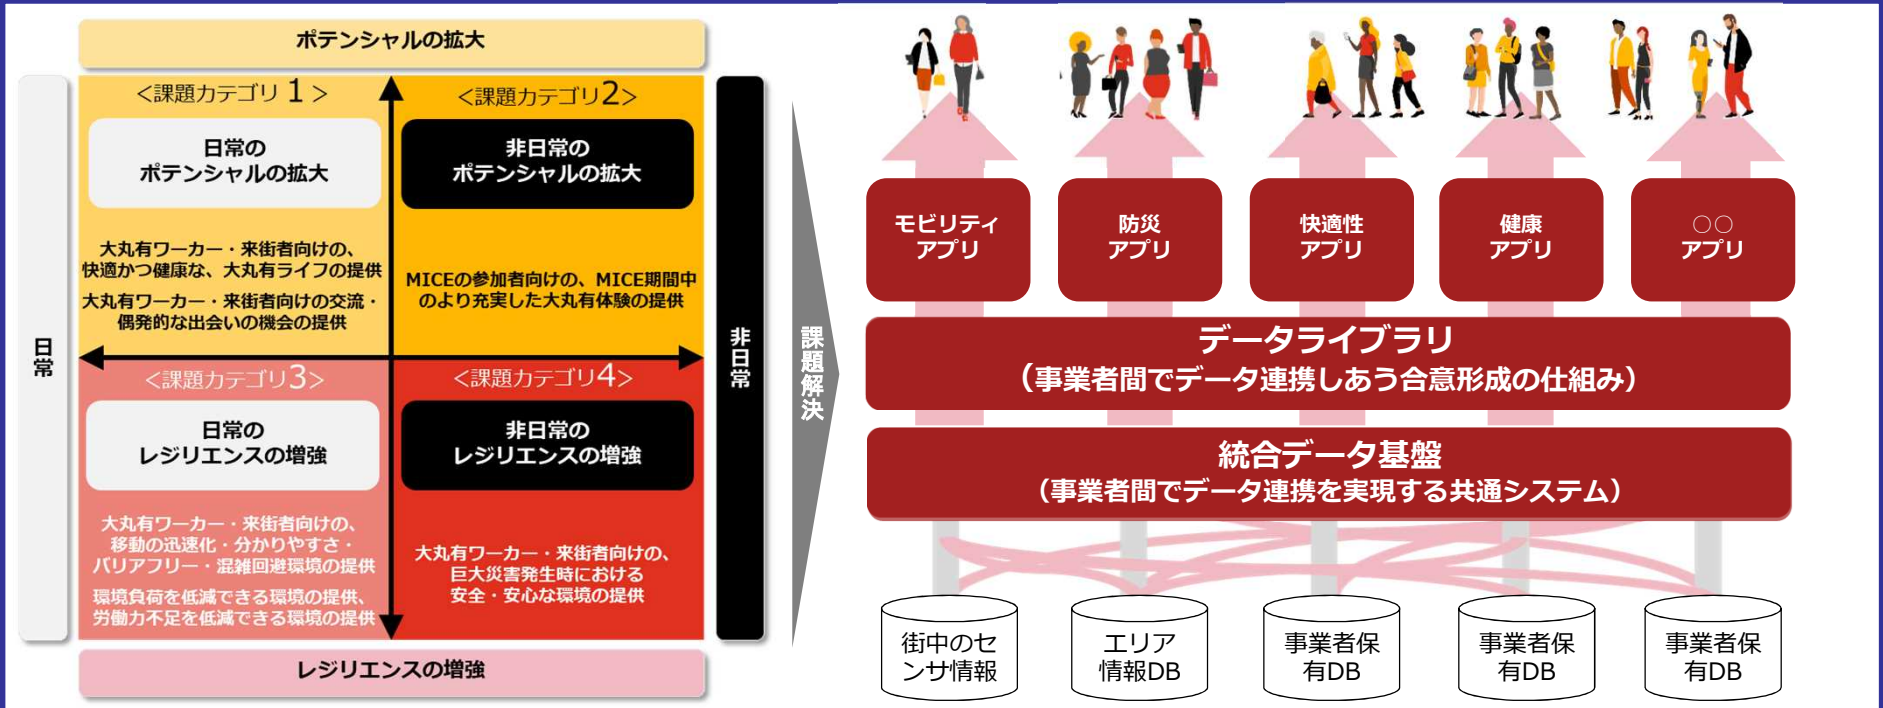 ポテンシャルの拡大
日常
<課題カテゴリ 1 >
日常の
ポテンシャルの拡大
大丸有ワーカー・来街者向けの、
快適かつ健康な、大丸有ライフの提供
大丸有ワーカー・来街者向けの交流・
偶発的な出会いの機会の提供
<課題カテゴリ2>
非日常の
ポテンシャルの拡大
MICEの参加者向けの、MICE期間中
のより充実した大丸有体験の提供
<課題カテゴリ3>
日常の
レジリエンスの増強
大丸有ワーカー・来街者向けの、
移動の迅速化・分かりやすさ・
バリアフリー・混雑回避環境の提供
環境負荷を低減できる環境の提供、
労働力不足を低減できる環境の提供
<課題カテゴリ4>
非日常の
レジリエンスの増強
大丸有ワーカー・来街者向けの、
巨大災害発生時における
安全・安心な環境の提供
非日常
レジリエンスの増強
課題解決
モビリティ
アプリ
防災
アプリ
快適性
アプリ
健康
アプリ
○○
アプリ
データライブラリ
（事業者間でデータ連携しあう合意形成の仕組み）
統合データ基盤
（事業者間でデータ連携を実現する共通システム）
街中のセ
ンサ情報
エリア
情報DB
事業者保
有DB
事業者保
有DB
事業者保
有DB